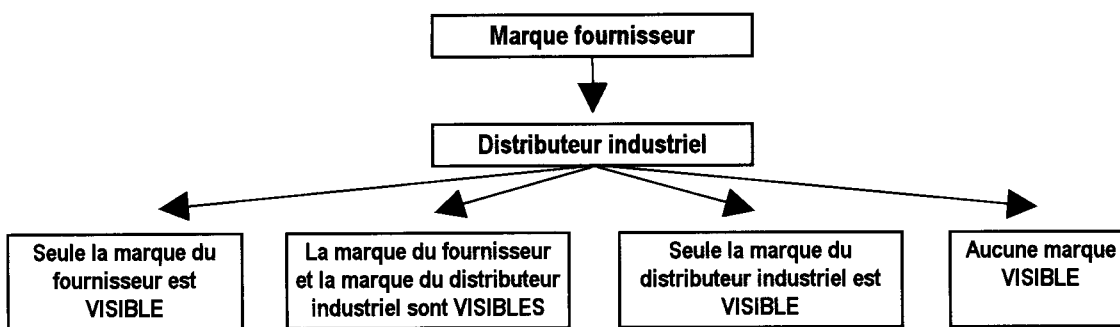 Marque fournisseur
Distributeur industriel
Seule la marque du
fournisseur est
VISIBLE
La marque du fournisseur
et la marque du distributeur
industriel sont VISIBLES
Seule la marque du
distributeur industriel est
VISIBLE
Aucune marque
VISIBLE